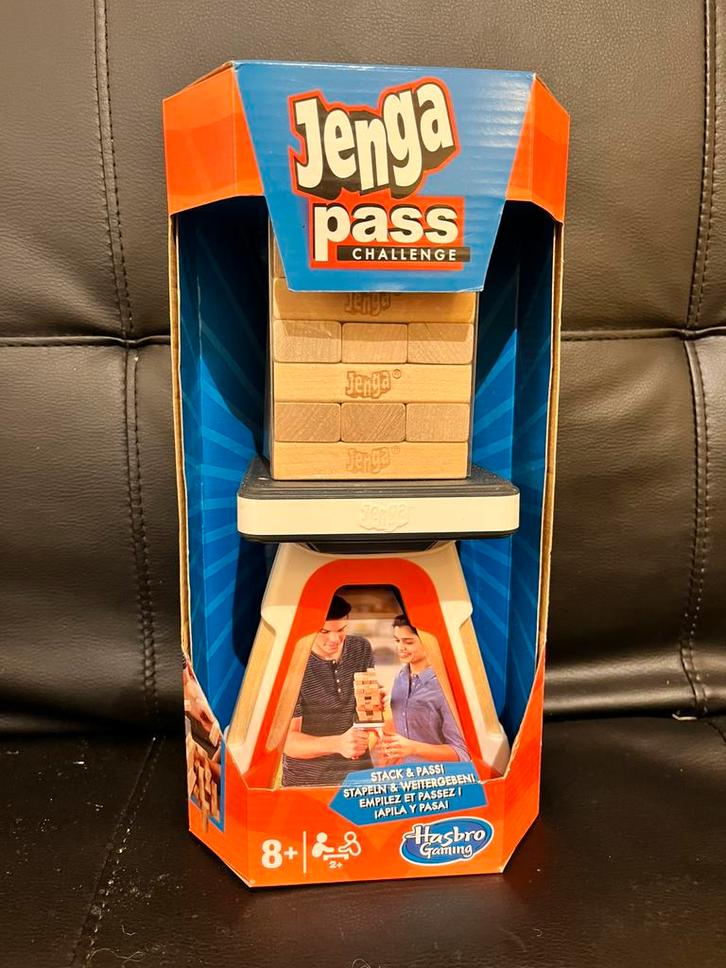 Jenga
pass
CHALLENGE
Jenga
Jenga®
Jenga
Jenga
STACK & PASS!
STAPELN & WEITERGEBEN!
EMPILEZ ET PASSEZ !
¡APILA Y PASA!
8+
2+
Hasbro
Gaming